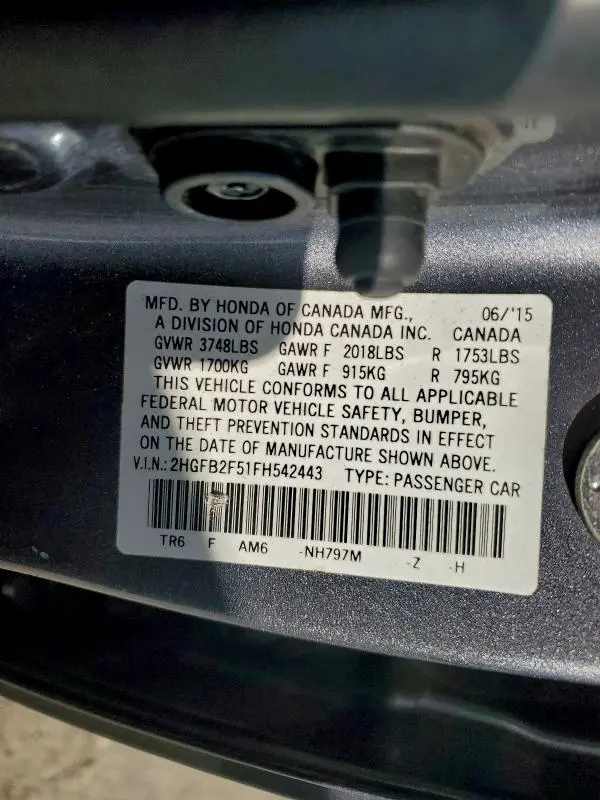 MFD. BY HONDA OF CANADA MFG., 06/'15
A DIVISION OF HONDA CANADA INC. CANADA
GVWR 3748LBS GAWR F 2018LBS R 1753LBS
GVWR 1700KG GAWR F 915KG R 795KG
THIS VEHICLE CONFORMS TO ALL APPLICABLE
FEDERAL MOTOR VEHICLE SAFETY, BUMPER,
AND THEFT PREVENTION STANDARDS IN EFFECT
ON THE DATE OF MANUFACTURE SHOWN ABOVE.
V.I.N.: 2HGFB2F51FH542443 TYPE: PASSENGER CAR
TR6 F AM6 -NH797M -Z -H